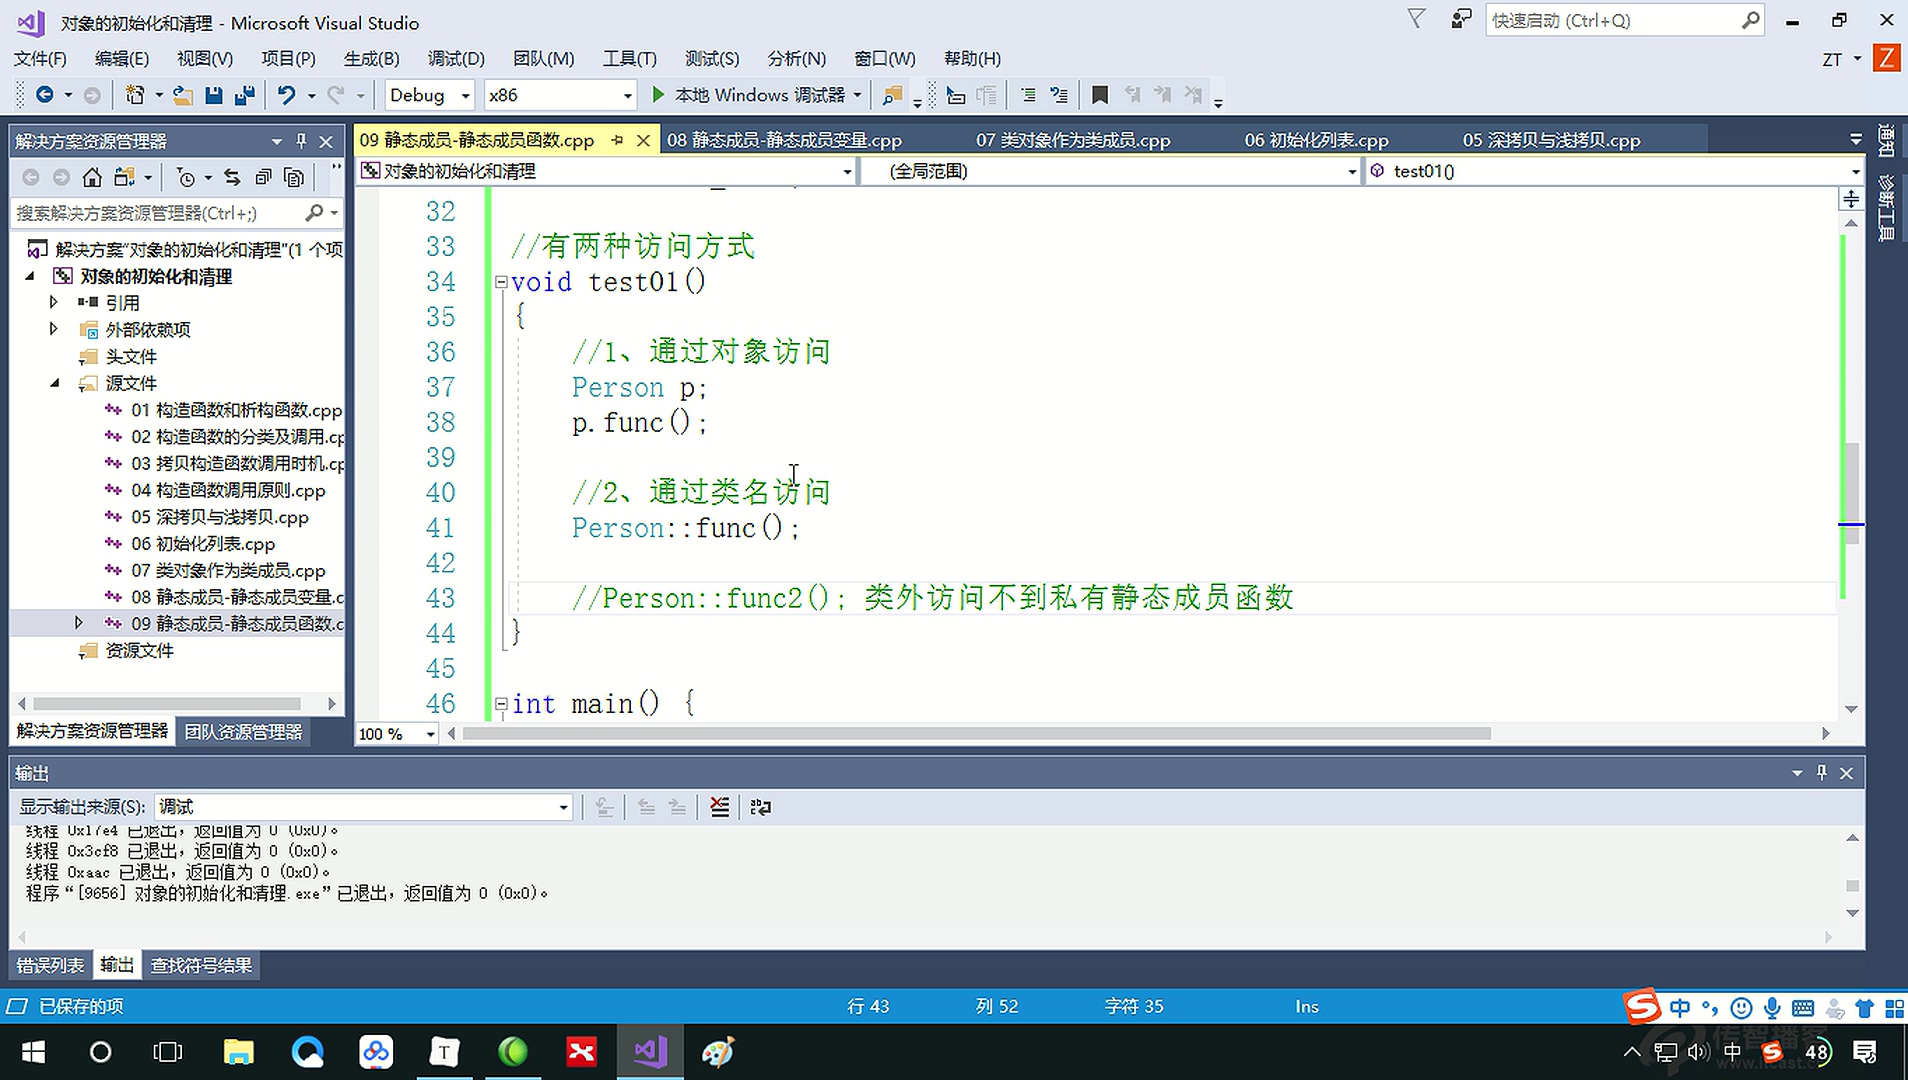 对象的初始化和清理 - Microsoft Visual Studio
快速启动 (Ctrl+Q)
文件(F) 编辑(E) 视图(V) 项目(P) 生成(B) 调试(D) 团队(M) 工具(T) 测试(S) 分析(N) 窗口(W) 帮助(H)
ZT Z
Debug x86 本地 Windows 调试器
解决方案资源管理器
搜索解决方案资源管理器(Ctrl+;)
解决方案“对象的初始化和清理”(1 个项
对象的初始化和清理
引用
外部依赖项
头文件
源文件
01 构造函数和析构函数.cpp
02 构造函数的分类及调用.cp
03 拷贝构造函数调用时机.cp
04 构造函数调用原则.cpp
05 深拷贝与浅拷贝.cpp
06 初始化列表.cpp
07 类对象作为类成员.cpp
08 静态成员-静态成员变量.c
09 静态成员-静态成员函数.c
资源文件
解决方案资源管理器 团队资源管理器
09 静态成员-静态成员函数.cpp 08 静态成员-静态成员变量.cpp 07 类对象作为类成员.cpp 06 初始化列表.cpp 05 深拷贝与浅拷贝.cpp
对象的初始化和清理 (全局范围) test01()
32
33 //有两种访问方式
34 void test01()
35 {
36 //1、通过对象访问
37 Person p;
38 p.func();
39
40 //2、通过类名访问
41 Person::func();
42
43 //Person::func2(); 类外访问不到私有静态成员函数
44 }
45
46 int main() {
100 %
通知
诊断工具
输出
显示输出来源(S): 调试
线程 0x17e4 已退出，返回值为 0 (0x0)。
线程 0x3cf8 已退出，返回值为 0 (0x0)。
线程 0xaac 已退出，返回值为 0 (0x0)。
程序“[9656] 对象的初始化和清理.exe”已退出，返回值为 0 (0x0)。
错误列表 输出 查找符号结果
已保存的项 行 43 列 52 字符 35 Ins
中
T 中 48
传智播客
www.itcast.c